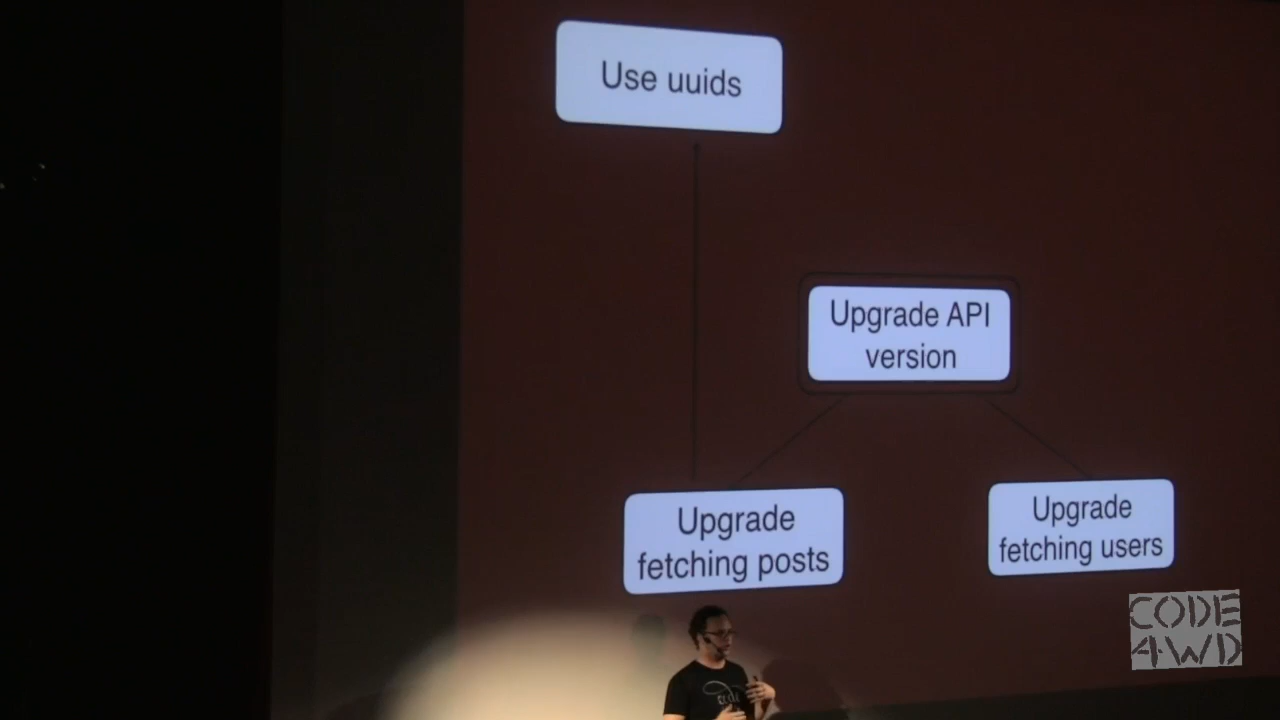 Use uuids
Upgrade API
version
Upgrade
fetching posts
Upgrade
fetching users
CODE
4WD